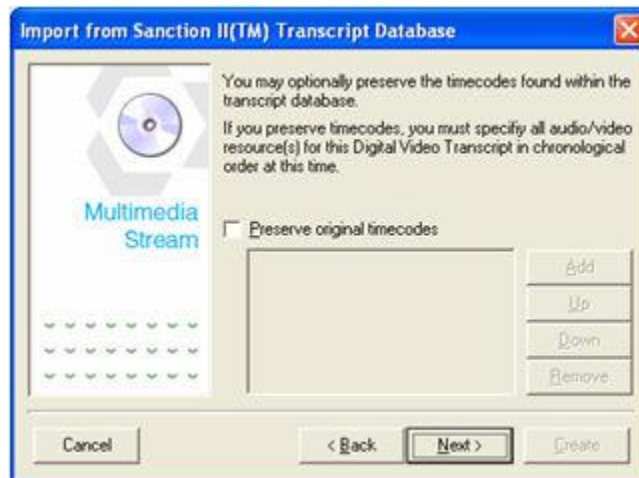 Import from Sanction II(TM) Transcript Database
You may optionally preserve the timecodes found within the
transcript database.
If you preserve timecodes, you must specifiy all audio/video
resource(s) for this Digital Video Transcript in chronological
order at this time.
Multimedia
Stream
Preserve original timecodes
Add
Up
Down
Remove
Cancel
< Back
Next >
Create